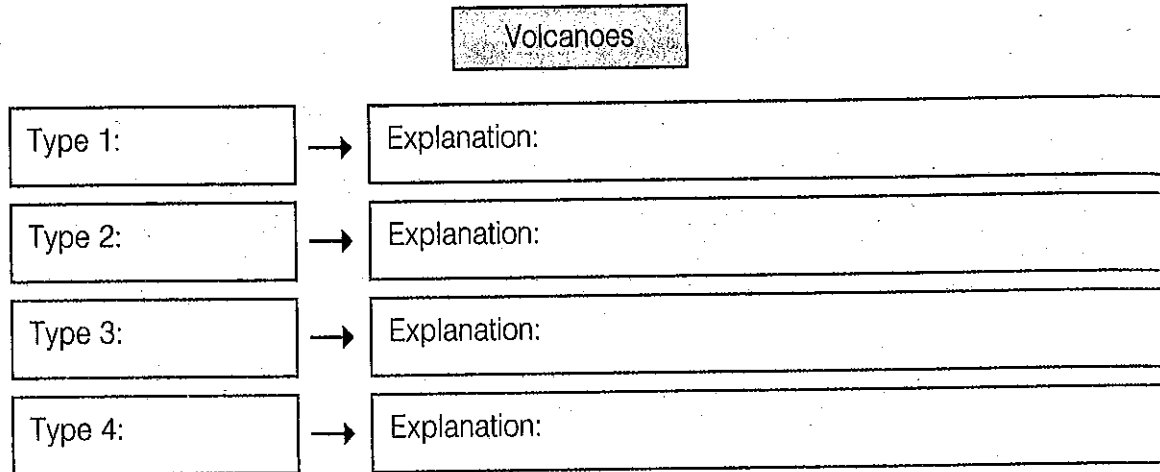 Volcanoes
Type 1:
Explanation:
Type 2:
Explanation:
Type 3:
Explanation:
Type 4:
Explanation: